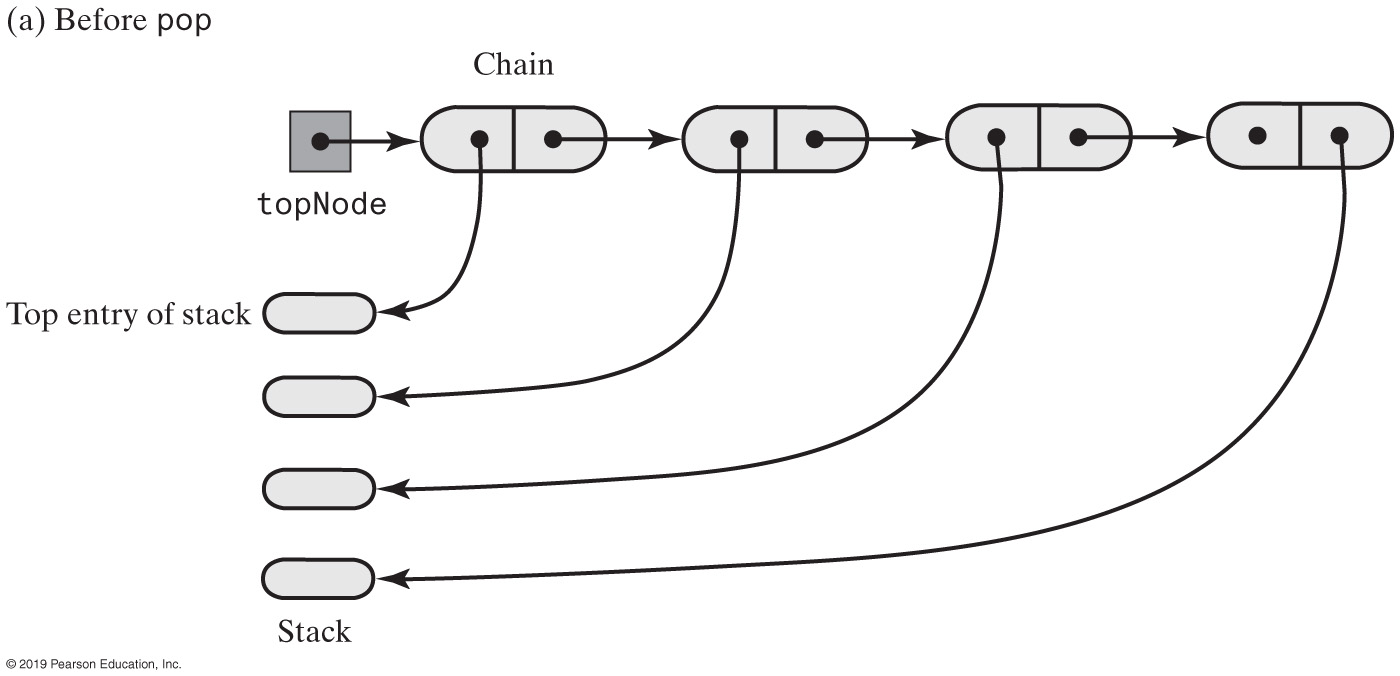 (a) Before pop
Chain
topNode
Top entry of stack
Stack
© 2019 Pearson Education, Inc.